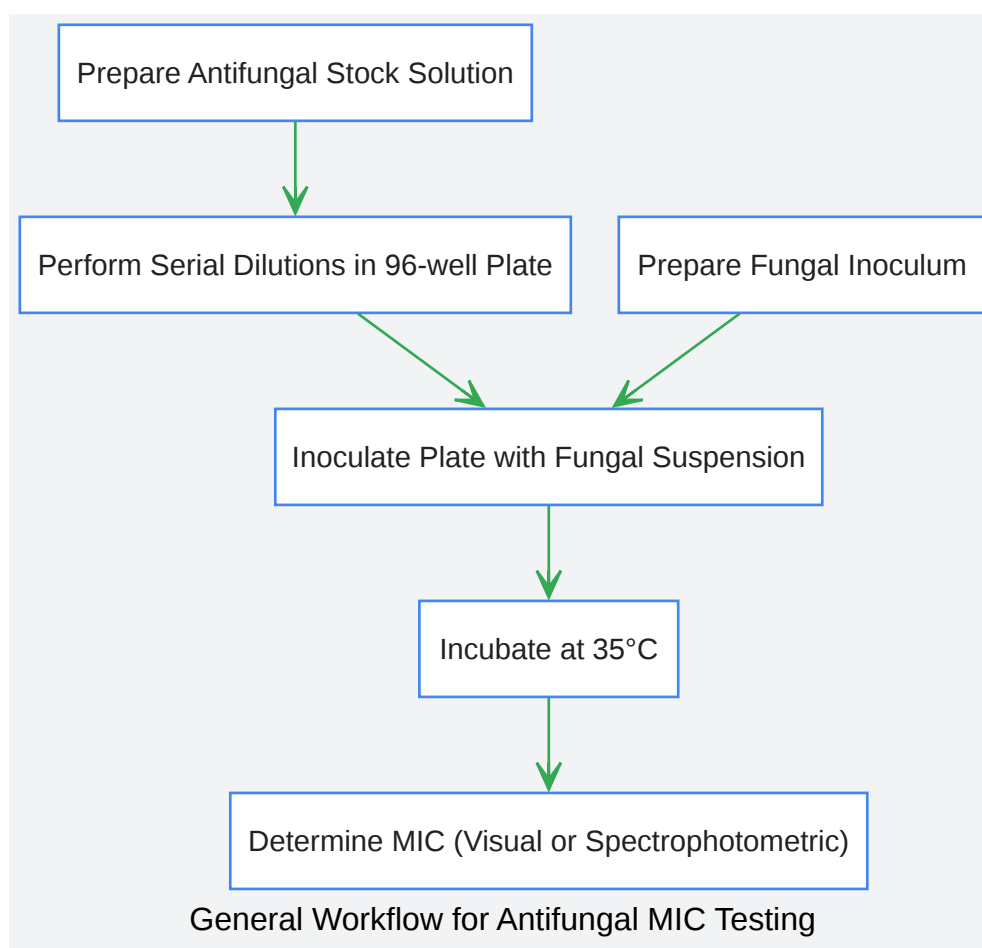 Prepare Antifungal Stock Solution
Perform Serial Dilutions in 96-well Plate
Prepare Fungal Inoculum
Inoculate Plate with Fungal Suspension
Incubate at 35°C
Determine MIC (Visual or Spectrophotometric)
General Workflow for Antifungal MIC Testing